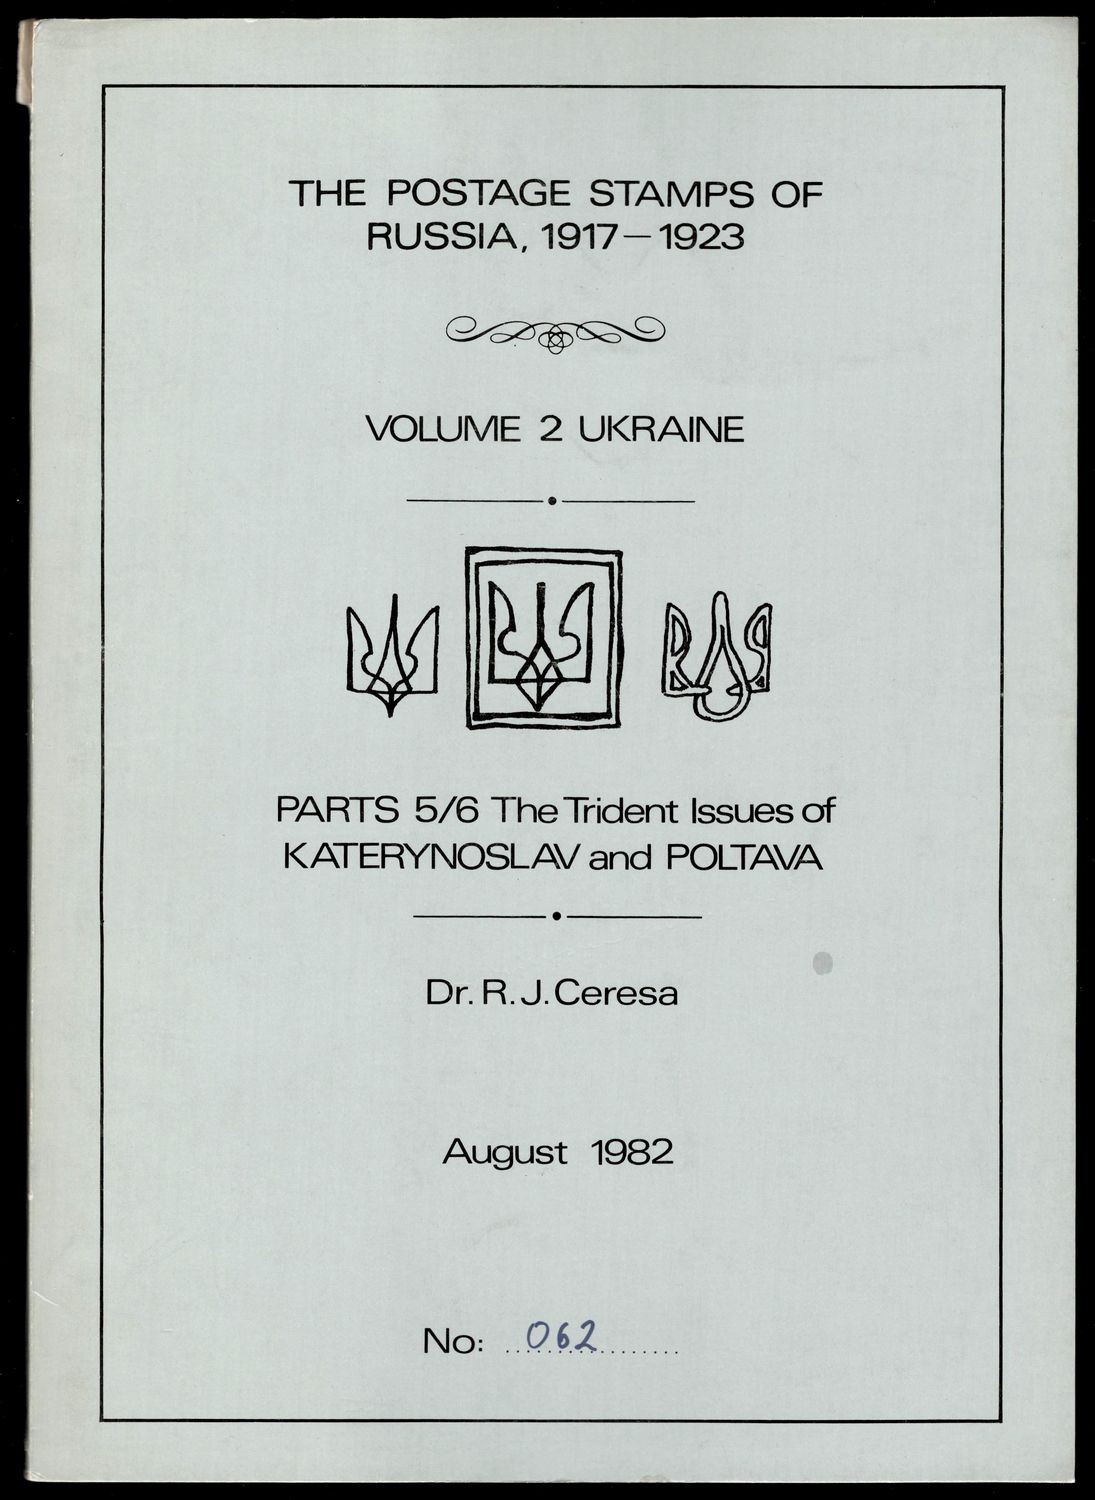 THE POSTAGE STAMPS OF
RUSSIA, 1917—1923
VOLUME 2 UKRAINE
PARTS 5/6 The Trident Issues of
KATERYNOSLAV and POLTAVA
Dr. R. J. Ceresa
August 1982
No: 062